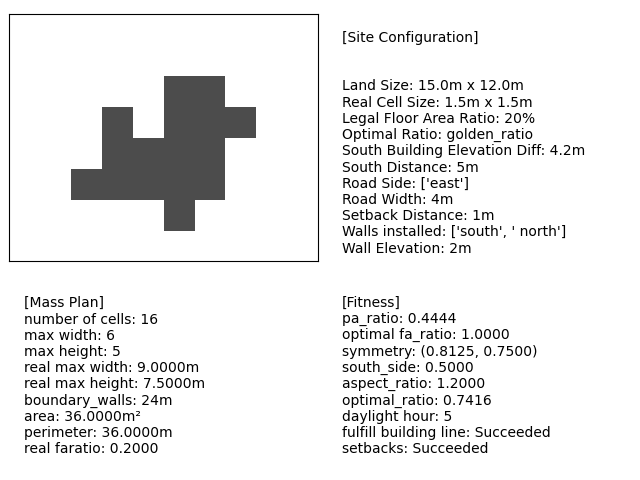 [Site Configuration]
Land Size: 15.0m x 12.0m
Real Cell Size: 1.5m x 1.5m
Legal Floor Area Ratio: 20%
Optimal Ratio: golden_ratio
South Building Elevation Diff: 4.2m
South Distance: 5m
Road Side: ['east']
Road Width: 4m
Setback Distance: 1m
Walls installed: ['south', ' north']
Wall Elevation: 2m
[Mass Plan]
number of cells: 16
max width: 6
max height: 5
real max width: 9.0000m
real max height: 7.5000m
boundary_walls: 24m
area: 36.0000m²
perimeter: 36.0000m
real faratio: 0.2000
[Fitness]
pa_ratio: 0.4444
optimal fa_ratio: 1.0000
symmetry: (0.8125, 0.7500)
south_side: 0.5000
aspect_ratio: 1.2000
optimal_ratio: 0.7416
daylight hour: 5
fulfill building line: Succeeded
setbacks: Succeeded